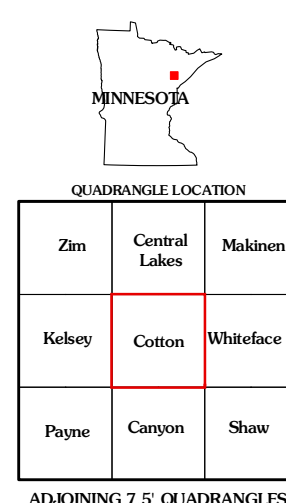 MINNESOTA
QUADRANGLE LOCATION
Zim
Central
Lakes
Makinen
Kelsey
Cotton
Whiteface
Payne
Canyon
Shaw
ADJOINING 7.5' QUADRANGLES